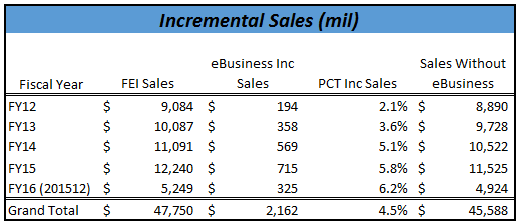 Incremental Sales (mil)
eBusiness Inc Sales Without
Fiscal Year FEI Sales Sales PCT Inc Sales eBusiness
FY12 $ 9,084 $ 194 2.1% $ 8,890
FY13 $ 10,087 $ 358 3.6% $ 9,728
FY14 $ 11,091 $ 569 5.1% $ 10,522
FY15 $ 12,240 $ 715 5.8% $ 11,525
FY16 (201512) $ 5,249 $ 325 6.2% $ 4,924
Grand Total $ 47,750 $ 2,162 4.5% $ 45,588